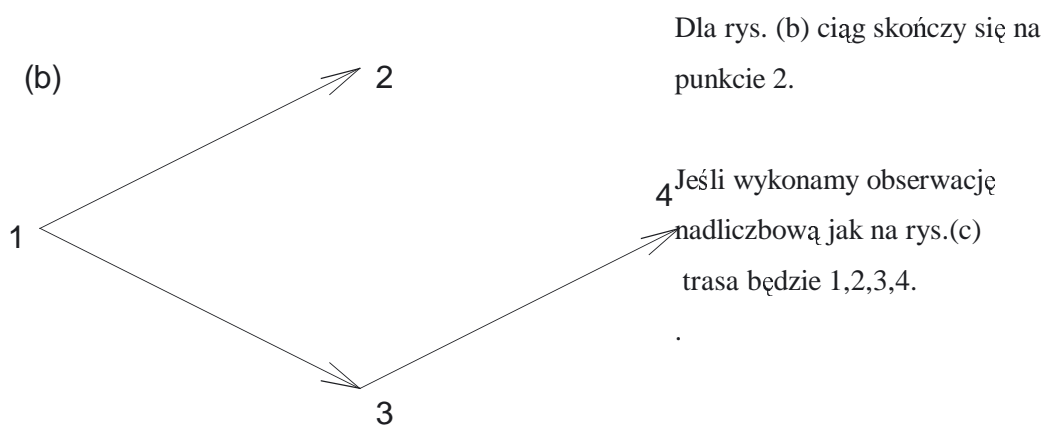 (b)
2
1
3
4
Dla rys. (b) ciąg skończy się na
punkcie 2.
Jeśli wykonamy obserwację
nadliczbową jak na rys.(c)
trasa będzie 1,2,3,4.
.